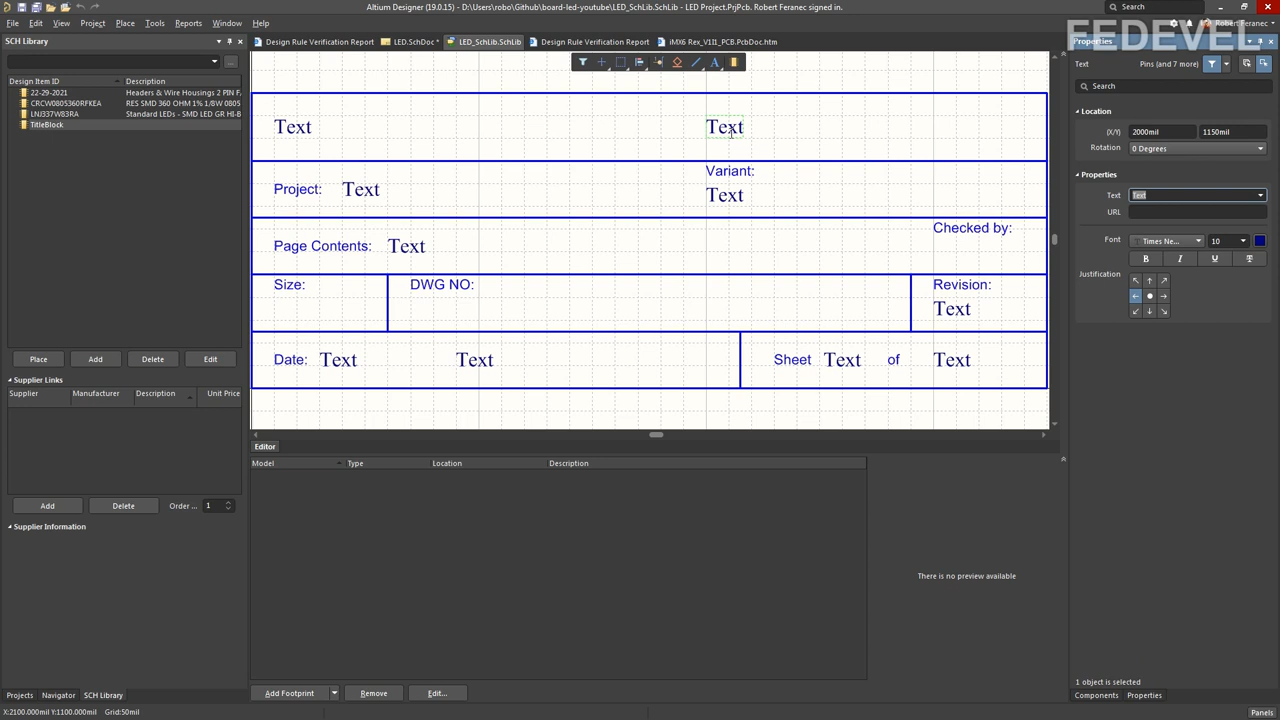 Altium Designer (19.0.15) - D:\Users\robo\Github\board-led-youtube\LED_SchLib.SchLib - LED Project.PrjPcb. Robert Feranec signed in.
Search
File Edit View Project Place Tools Reports Window Help
Robert Feranec
FEDEVEL
SCH Library
Design Rule Verification Report LED.SchDoc * LED_SchLib.SchLib Design Rule Verification Report iMX6 Rex_V1I1_PCB.PcbDoc.htm
Properties
Text Pins (and 7 more)
Search
Design Item ID Description
22-29-2021 Headers & Wire Housings 2 PIN F
CRCW0805360RFKEA RES SMD 360 OHM 1% 1/8W 0805
LNJ337W83RA Standard LEDs - SMD LED GR HI-B
TitleBlock
Place Add Delete Edit
Supplier Links
Supplier Manufacturer Description Unit Price
Add Delete Order ... 1
Supplier Information
Text Text
Project: Text
Variant:
Text
Page Contents: Text
Checked by:
Size: DWG NO: Revision:
Text
Date: Text Text Sheet Text of Text
Editor
Model Type Location Description
There is no preview available
Add Footprint Remove Edit...
Location
(X/Y) 2000mil 1150mil
Rotation 0 Degrees
Properties
Text Text
URL
Font Times Ne... 10
B I U T
Justification
1 object is selected
Projects Navigator SCH Library
Components Properties
X:2100.000mil Y:1100.000mil Grid:50mil
Panels